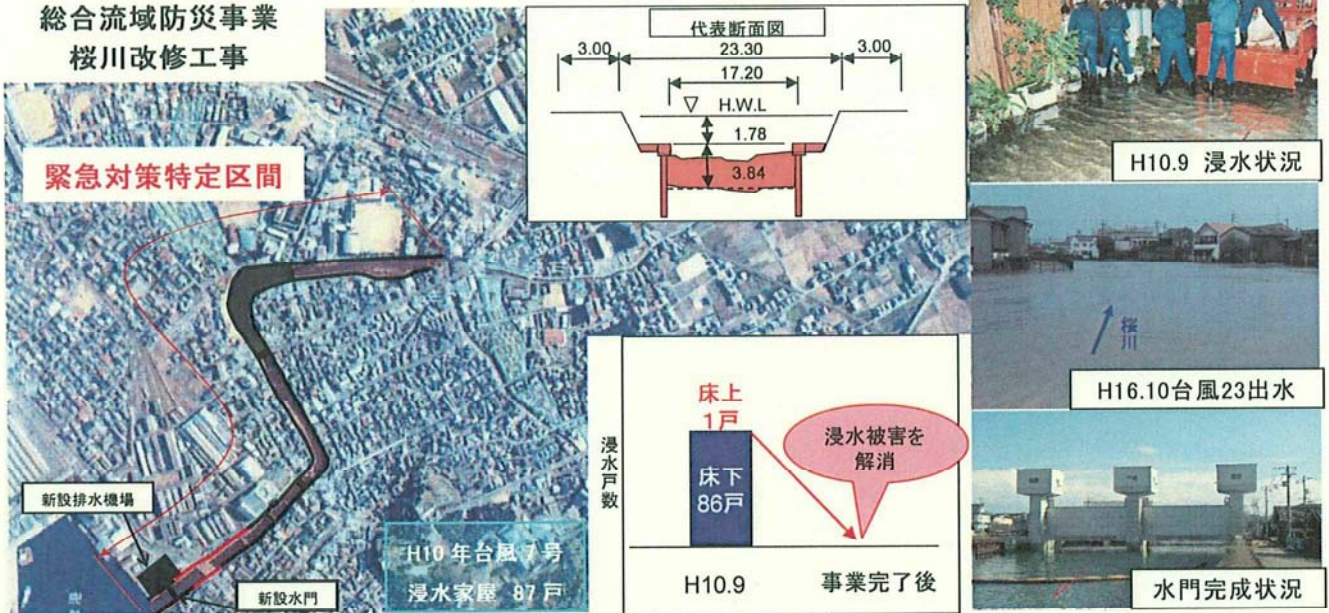 総合流域防災事業
桜川改修工事
緊急対策特定区間
新設排水機場
新設水門
H10年台風7号
浸水家屋 87戸
代表断面図
3.00
23.30
3.00
17.20
H.W.L
1.78
3.84
浸水戸数
床上
1戸
床下
86戸
浸水被害を
解消
H10.9
事業完了後
H10.9 浸水状況
桜川
H16.10台風23出水
水門完成状況